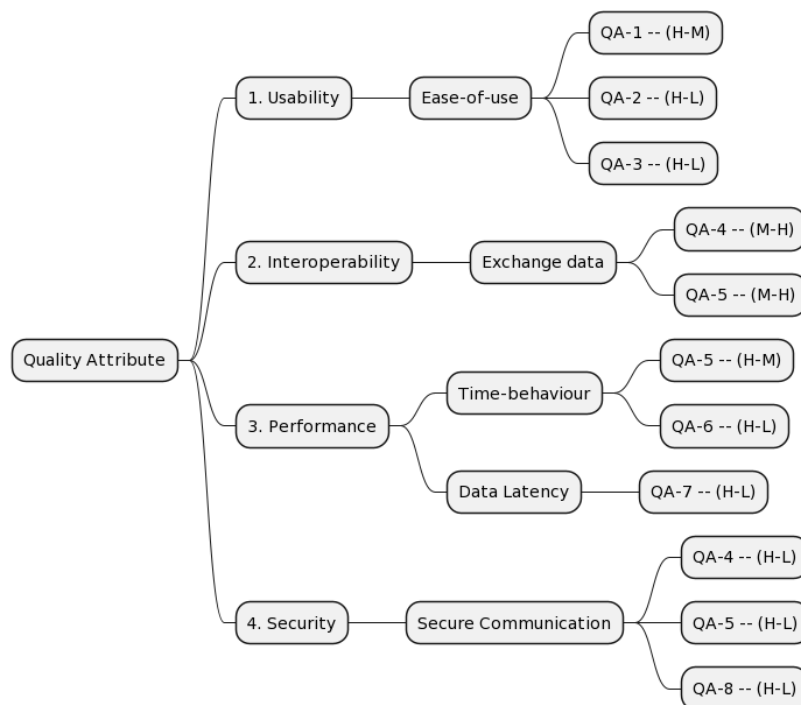 Quality Attribute
1. Usability
Ease-of-use
QA-1 -- (H-M)
QA-2 -- (H-L)
QA-3 -- (H-L)
2. Interoperability
Exchange data
QA-4 -- (M-H)
QA-5 -- (M-H)
3. Performance
Time-behaviour
QA-5 -- (H-M)
QA-6 -- (H-L)
Data Latency
QA-7 -- (H-L)
4. Security
Secure Communication
QA-4 -- (H-L)
QA-5 -- (H-L)
QA-8 -- (H-L)